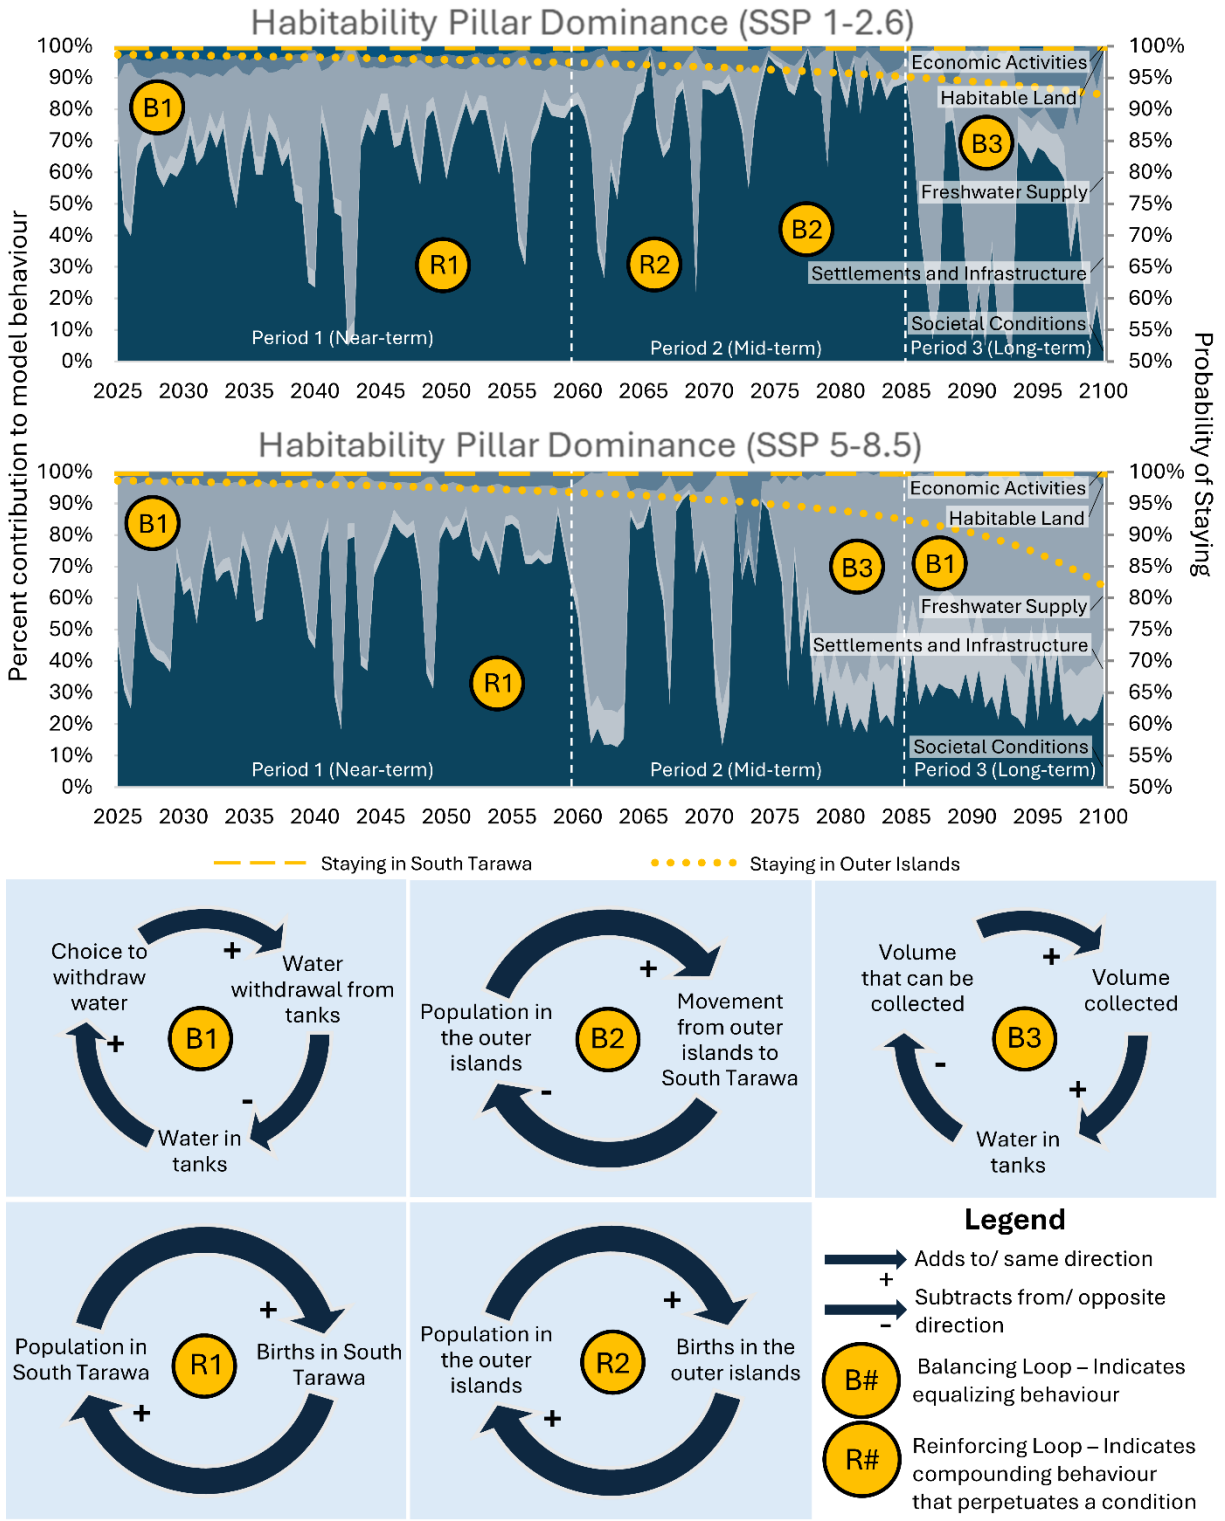 Habitability Pillar Dominance (SSP 1-2.6)
Percent contribution to model behaviour
Probability of Staying
100%
90%
80%
70%
60%
50%
40%
30%
20%
10%
0%
100%
95%
90%
85%
80%
75%
70%
65%
60%
55%
50%
B1
R1
R2
B2
B3
Economic Activities
Habitable Land
Freshwater Supply
Settlements and Infrastructure
Societal Conditions
Period 1 (Near-term)
Period 2 (Mid-term)
Period 3 (Long-term)
2025 2030 2035 2040 2045 2050 2055 2060 2065 2070 2075 2080 2085 2090 2095 2100
Habitability Pillar Dominance (SSP 5-8.5)
100%
90%
80%
70%
60%
50%
40%
30%
20%
10%
0%
100%
95%
90%
85%
80%
75%
70%
65%
60%
55%
50%
B1
R1
B3
B1
Economic Activities
Habitable Land
Freshwater Supply
Settlements and Infrastructure
Societal Conditions
Period 1 (Near-term)
Period 2 (Mid-term)
Period 3 (Long-term)
2025 2030 2035 2040 2045 2050 2055 2060 2065 2070 2075 2080 2085 2090 2095 2100
Staying in South Tarawa
Staying in Outer Islands
Choice to
withdraw
water
+
Water
withdrawal from
tanks
B1
+
-
Water in
tanks
+
Population in
the outer
islands
B2
Movement
from outer
islands to
South Tarawa
-
Volume
that can be
collected
+
Volume
collected
B3
-
+
Water in
tanks
+
Population in
South Tarawa
R1
Births in South
Tarawa
+
+
Population in
the outer
islands
R2
Births in the
outer islands
+
Legend
Adds to/ same direction
+
Subtracts from/ opposite
direction
-
B#
Balancing Loop – Indicates
equalizing behaviour
R#
Reinforcing Loop – Indicates
compounding behaviour
that perpetuates a condition